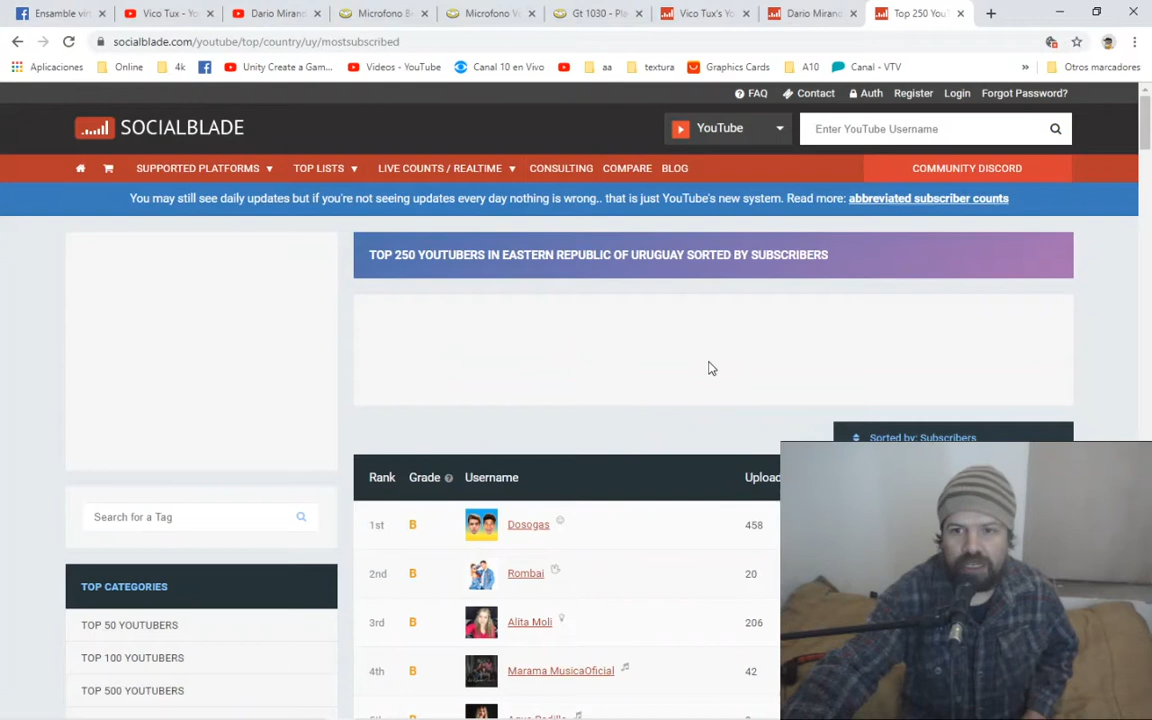 Ensamble virt
Vico Tux - Yo
Dario Mirand
Microfono B
Microfono V
Gt 1030 - Pla
Vico Tux's Yo
Dario Mirand
Top 250 You
socialblade.com/youtube/top/country/uy/mostsubscribed
Aplicaciones
Online
4k
Unity Create a Gam...
Videos - YouTube
Canal 10 en Vivo
aa
textura
Graphics Cards
A10
Canal - VTV
»
Otros marcadores
FAQ
Contact
Auth
Register
Login
Forgot Password?
SOCIALBLADE
YouTube
Enter YouTube Username
SUPPORTED PLATFORMS
TOP LISTS
LIVE COUNTS / REALTIME
CONSULTING
COMPARE
BLOG
COMMUNITY DISCORD
You may still see daily updates but if you're not seeing updates every day nothing is wrong.. that is just YouTube's new system. Read more: abbreviated subscriber counts
TOP 250 YOUTUBERS IN EASTERN REPUBLIC OF URUGUAY SORTED BY SUBSCRIBERS
Sorted by: Subscribers
Rank Grade Username Upload
1st B Dosogas 458
2nd B Rombai 20
3rd B Alita Moli 206
4th B Marama MusicaOficial 42
Search for a Tag
TOP CATEGORIES
TOP 50 YOUTUBERS
TOP 100 YOUTUBERS
TOP 500 YOUTUBERS